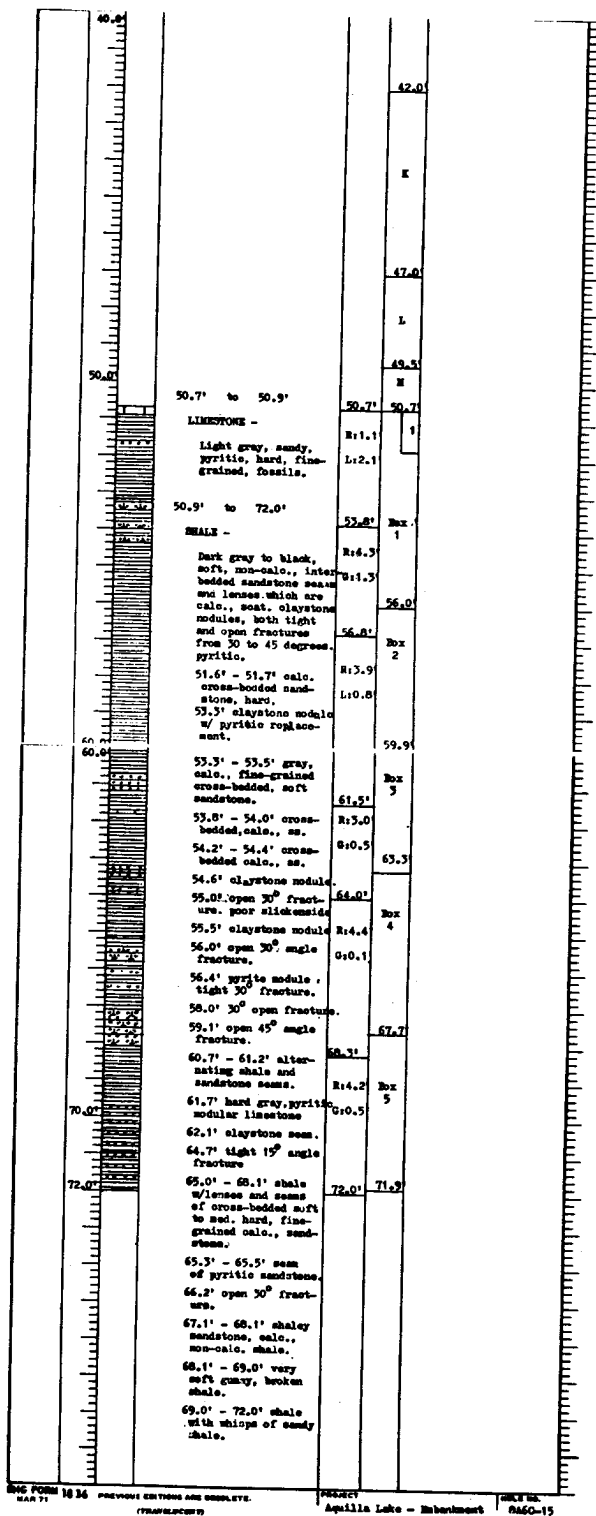 40.0'
42.0'
K
47.0'
L
49.5'
50.0'
M
50.7' to 50.9'
50.7' 50.7'
LIMESTONE -
1
R:1.1
Light gray, sandy,
pyritic, hard, fine-
L:2.1
grained, fossils.
50.9' to 72.0'
53.8'
Box
1
SHALE -
Dark gray to black,
R:4.3
soft, non-calc., inter
bedded sandstone seams
G:1.3
and lenses which are
calc., scat. claystone
56.0'
nodules, both tight
and open fractures
56.8'
from 30 to 45 degrees.
Box
2
pyritic.
51.6' - 51.7' calc.
R:3.9
cross-bedded sand-
stone, hard.
L:0.8
53.3' claystone nodule
w/ pyritic replace-
ment.
59.9'
60.0'
60.0'
53.3' - 53.5' gray,
calc., fine-grained
Box
3
cross-bedded, soft
sandstone.
61.5'
53.8' - 54.0' cross-
R:3.0
bedded, calc., ss.
54.2' - 54.4' cross-
G:0.5
bedded calc., ss.
63.3'
54.6' claystone nodule.
64.0'
55.0' open 30° fract-
ure. poor slickenside
Box
4
55.5' claystone nodule
R:4.4
56.0' open 30° angle
G:0.1
fracture.
56.4' pyrite nodule
tight 30° fracture.
58.0' 30° open fracture.
59.1' open 45° angle
67.7'
fracture.
68.3'
60.7' - 61.2' alter-
nating shale and
R:4.2
Box
5
sandstone seams.
61.7' hard gray, pyritic
G:0.5
70.0'
nodular limestone
62.1' claystone seam.
64.7' tight 15° angle
fracture
72.0'
72.0'
71.9'
65.0' - 68.1' shale
w/lenses and seams
of cross-bedded soft
to med. hard, fine-
grained calc., sand-
stone.
65.3' - 65.5' seam
of pyritic sandstone.
66.2' open 30° fract-
ure.
67.1' - 68.1' shaley
sandstone, calc.,
non-calc. shale.
68.1' - 69.0' very
soft gummy, broken
shale.
69.0' - 72.0' shale
with whisps of sandy
shale.
ENG FORM 1836 PREVIOUS EDITIONS ARE OBSOLETE.
MAR 71
(TRANSLUCENT)
PROJECT
Aquilla Lake - Embankment
HOLE NO.
8A6C-15